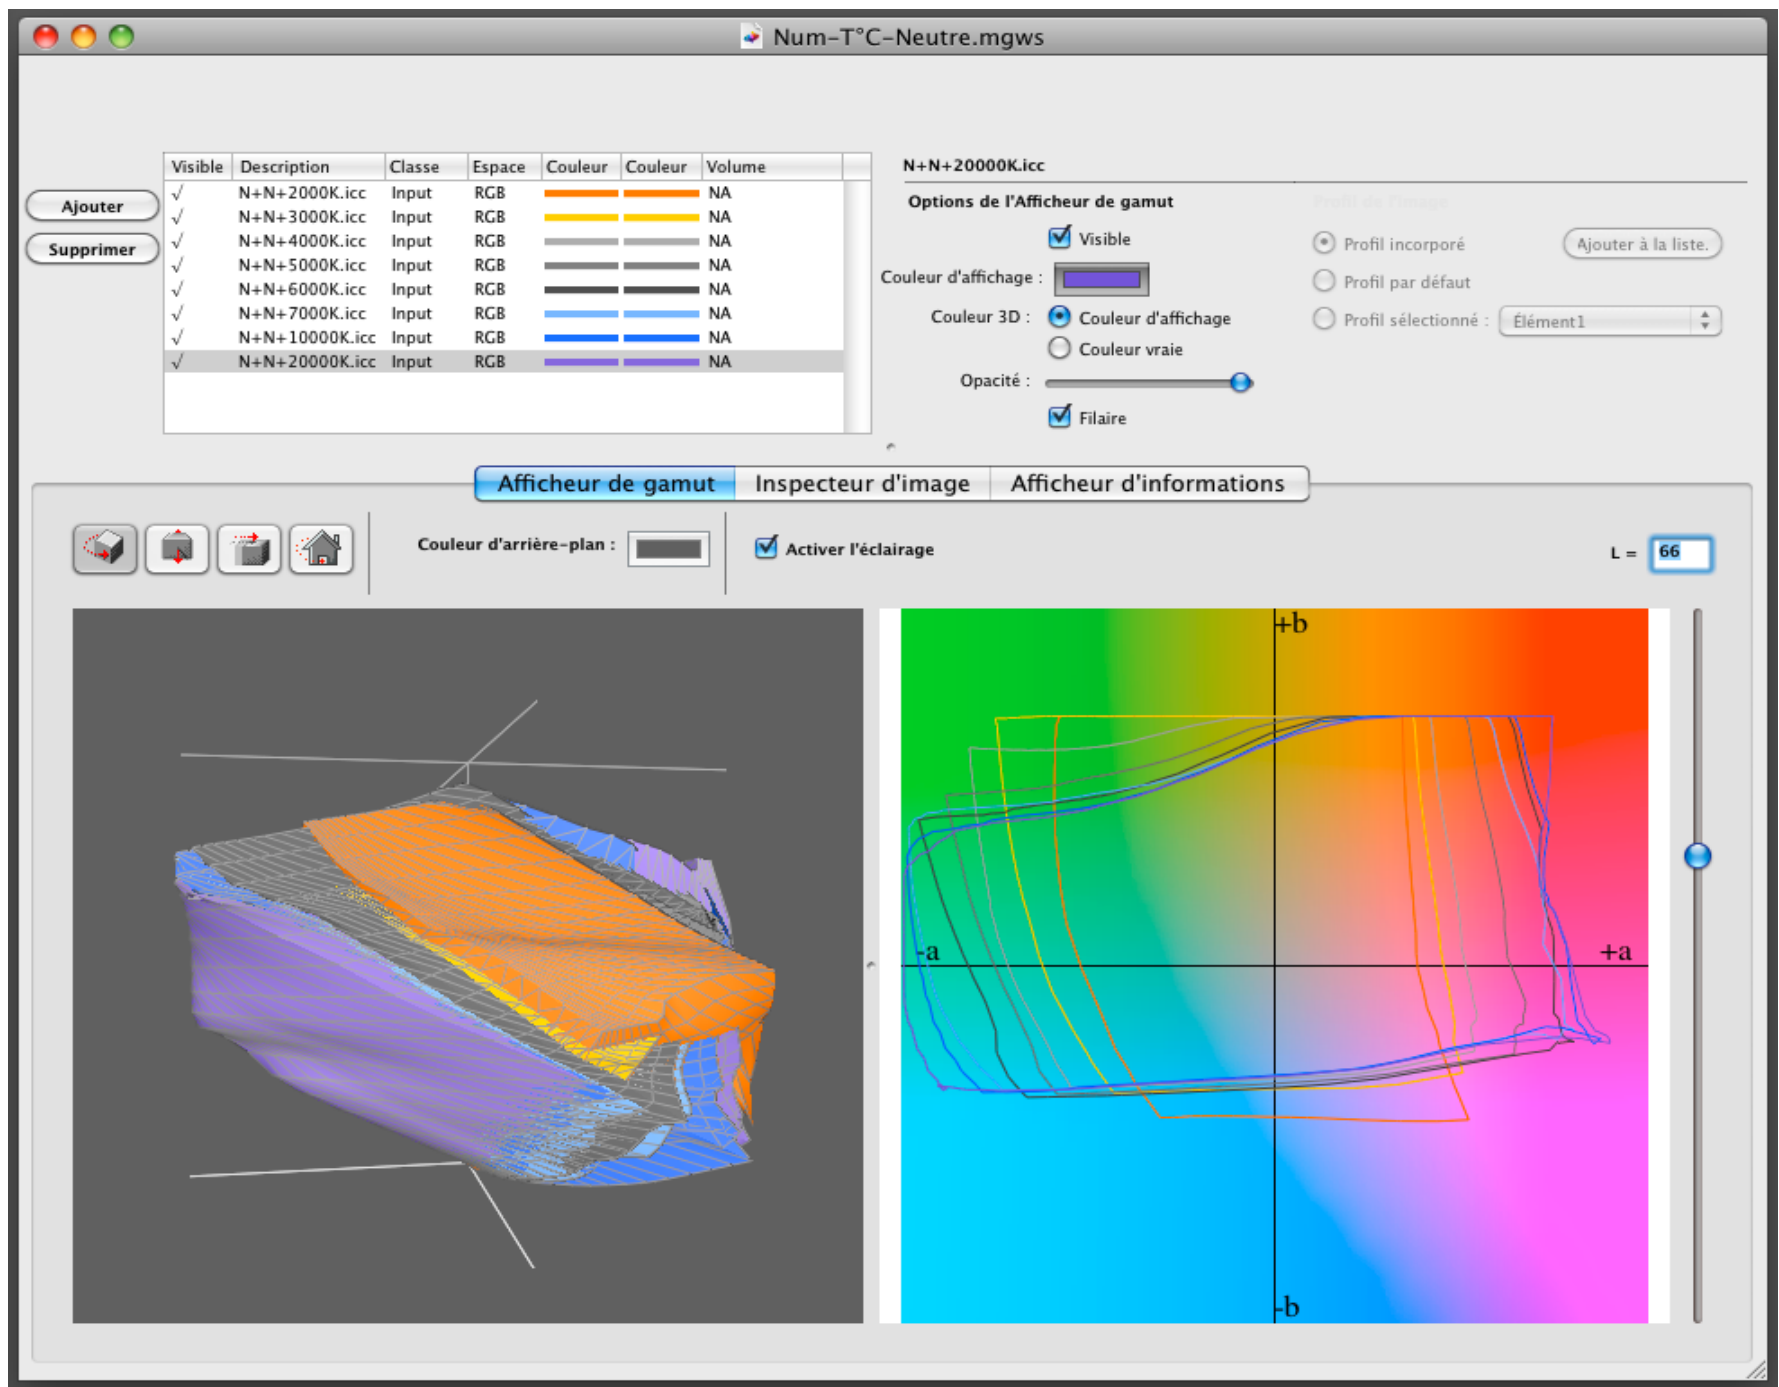 Num-T°C-Neutre.mgws
Visible Description Classe Espace Couleur Couleur Volume
√ N+N+2000K.icc Input RGB NA
√ N+N+3000K.icc Input RGB NA
√ N+N+4000K.icc Input RGB NA
√ N+N+5000K.icc Input RGB NA
√ N+N+6000K.icc Input RGB NA
√ N+N+7000K.icc Input RGB NA
√ N+N+10000K.icc Input RGB NA
√ N+N+20000K.icc Input RGB NA
Ajouter
Supprimer
N+N+20000K.icc
Options de l'Afficheur de gamut
Visible
Couleur d'affichage :
Couleur 3D : Couleur d'affichage
Couleur vraie
Opacité :
Filaire
Profil de l'image
Profil incorporé Ajouter à la liste.
Profil par défaut
Profil sélectionné : Élément1
Afficheur de gamut Inspecteur d'image Afficheur d'informations
Couleur d'arrière-plan : Activer l'éclairage L = 66
+b
-a +a
-b